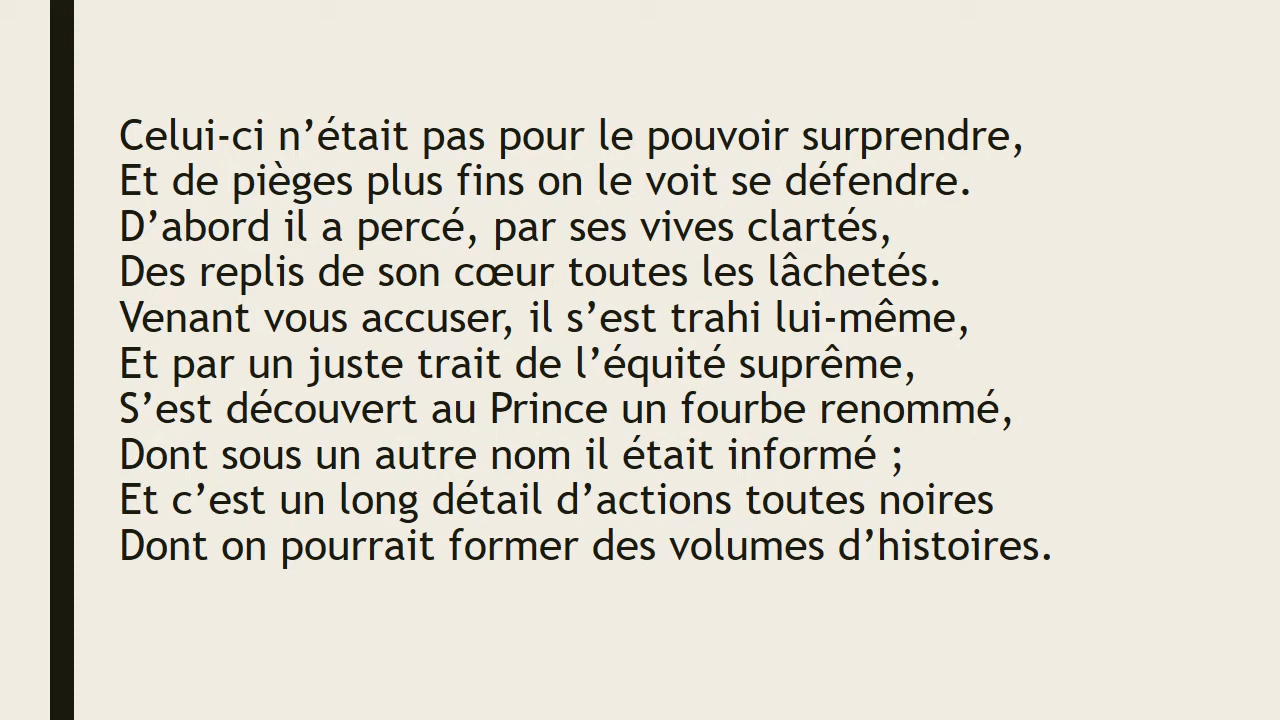 Celui-ci n’était pas pour le pouvoir surprendre,
Et de pièges plus fins on le voit se défendre.
D’abord il a percé, par ses vives clartés,
Des replis de son cœur toutes les lâchetés.
Venant vous accuser, il s’est trahi lui-même,
Et par un juste trait de l’équité suprême,
S’est découvert au Prince un fourbe renommé,
Dont sous un autre nom il était informé ;
Et c’est un long détail d’actions toutes noires
Dont on pourrait former des volumes d’histoires.